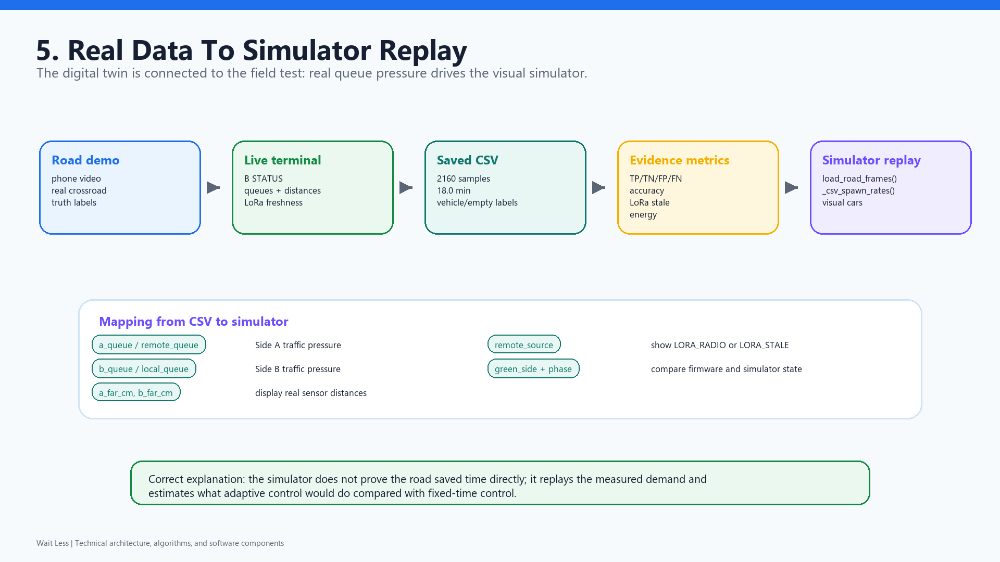 5. Real Data To Simulator Replay
The digital twin is connected to the field test: real queue pressure drives the visual simulator.
Road demo
phone video
real crossroad
truth labels
Live terminal
B STATUS
queues + distances
LoRa freshness
Saved CSV
2160 samples
18.0 min
vehicle/empty labels
Evidence metrics
TP/TN/FP/FN
accuracy
LoRa stale
energy
Simulator replay
load_road_frames()
_csv_spawn_rates()
visual cars
Mapping from CSV to simulator
a_queue / remote_queue
Side A traffic pressure
b_queue / local_queue
Side B traffic pressure
a_far_cm, b_far_cm
display real sensor distances
remote_source
show LORA_RADIO or LORA_STALE
green_side + phase
compare firmware and simulator state
Correct explanation: the simulator does not prove the road saved time directly; it replays the measured demand and
estimates what adaptive control would do compared with fixed-time control.
Wait Less | Technical architecture, algorithms, and software components